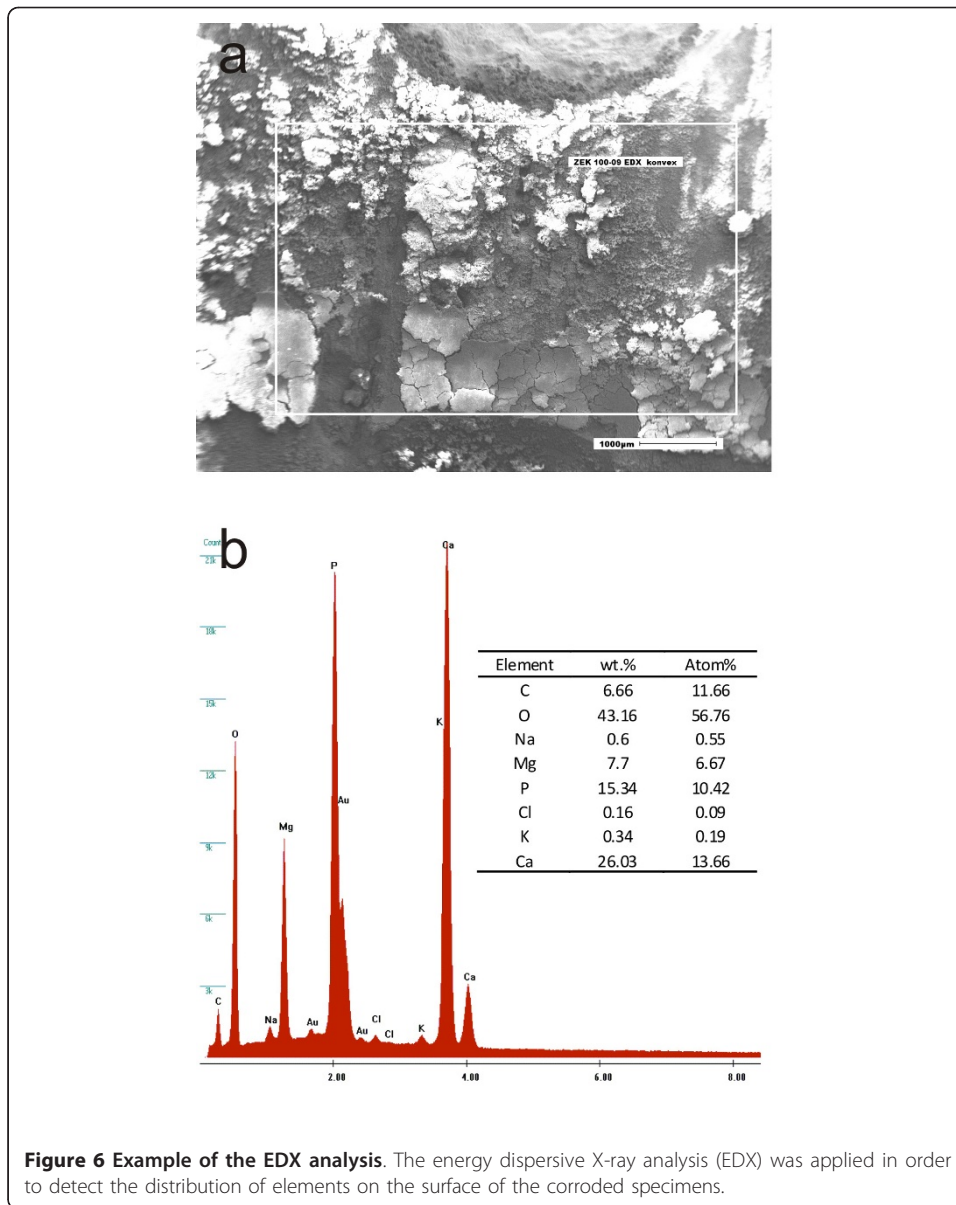 a
ZEK 100-09 EDX konvex
1000µm
b
Ca
P
K
O
Au
Mg
Ca
C
Na
Au
Au
Cl
Cl
K
21k
18k
15k
12k
9k
6k
3k
2.00 4.00 6.00 8.00
Element wt.% Atom%
C 6.66 11.66
O 43.16 56.76
Na 0.6 0.55
Mg 7.7 6.67
P 15.34 10.42
Cl 0.16 0.09
K 0.34 0.19
Ca 26.03 13.66
Figure 6 Example of the EDX analysis. The energy dispersive X-ray analysis (EDX) was applied in order
to detect the distribution of elements on the surface of the corroded specimens.